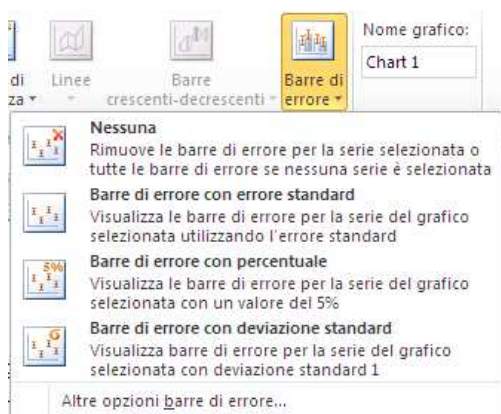 Nome grafico:
Chart 1
di Linee Barre Barre di
za crescenti-decrescenti errore
Nessuna
Rimuove le barre di errore per la serie selezionata o
tutte le barre di errore se nessuna serie è selezionata
Barre di errore con errore standard
Visualizza le barre di errore per la serie del grafico
selezionata utilizzando l'errore standard
5%
Barre di errore con percentuale
Visualizza le barre di errore per la serie del grafico
selezionata con un valore del 5%
σ
Barre di errore con deviazione standard
Visualizza barre di errore per la serie del grafico
selezionata con deviazione standard 1
Altre opzioni barre di errore...